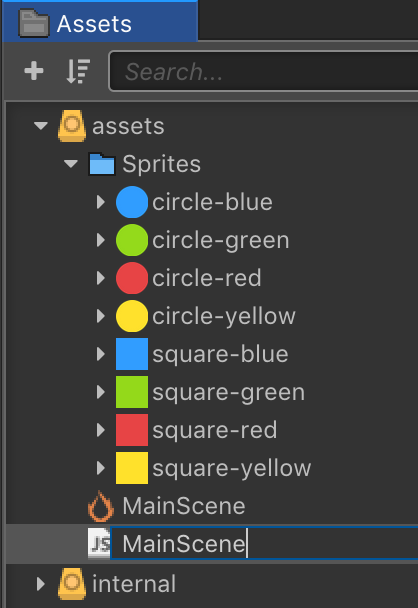 Assets
Search...
assets
Sprites
circle-blue
circle-green
circle-red
circle-yellow
square-blue
square-green
square-red
square-yellow
MainScene
JS MainScene
internal